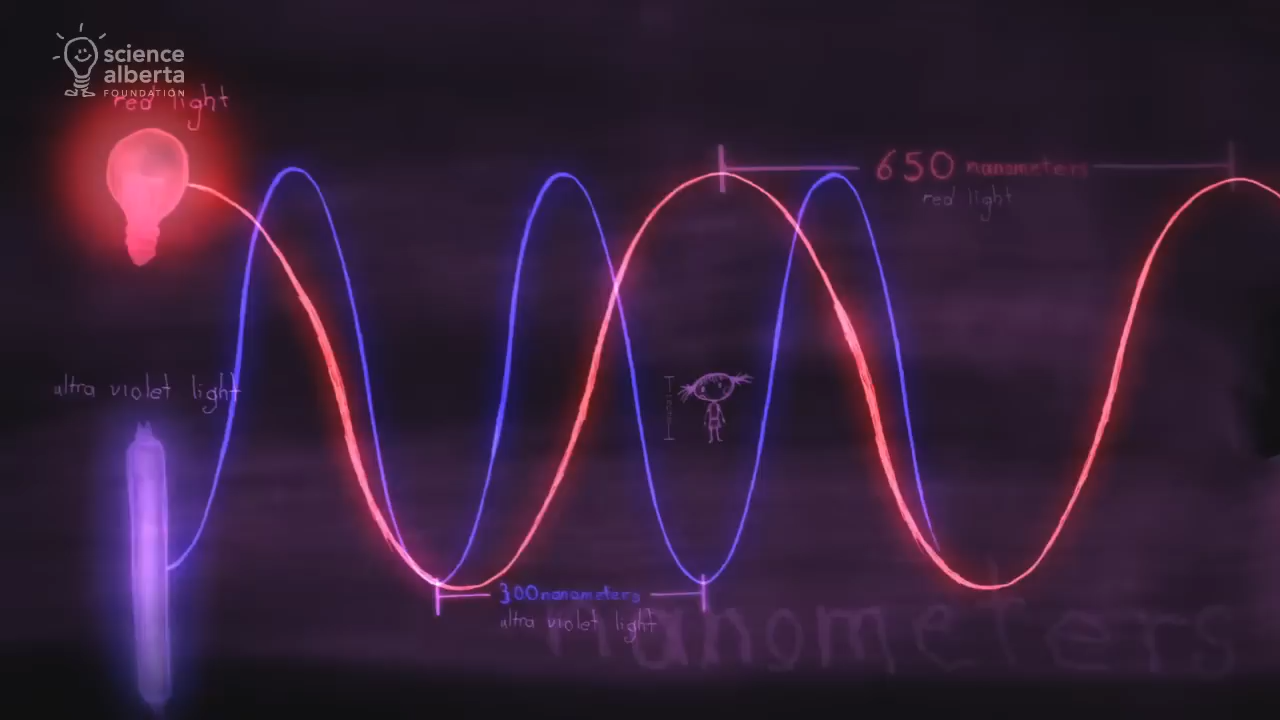 science
alberta
FOUNDATION
red light
650 nanometers
red light
ultra violet light
300nanometers
ultra violet light
nanometers